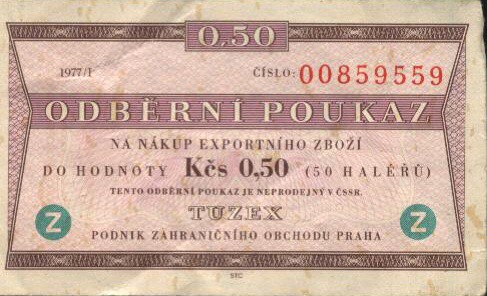 0,50
1977/1 ČÍSLO: 00859559
ODBĚRNÍ POUKAZ
NA NÁKUP EXPORTNÍHO ZBOŽÍ
DO HODNOTY Kčs 0,50 (50 HALÉŘŮ)
TENTO ODBĚRNÍ POUKAZ JE NEPRODEJNÝ V ČSSR.
Z TUZEX Z
PODNIK ZAHRANIČNÍHO OBCHODU PRAHA
STC